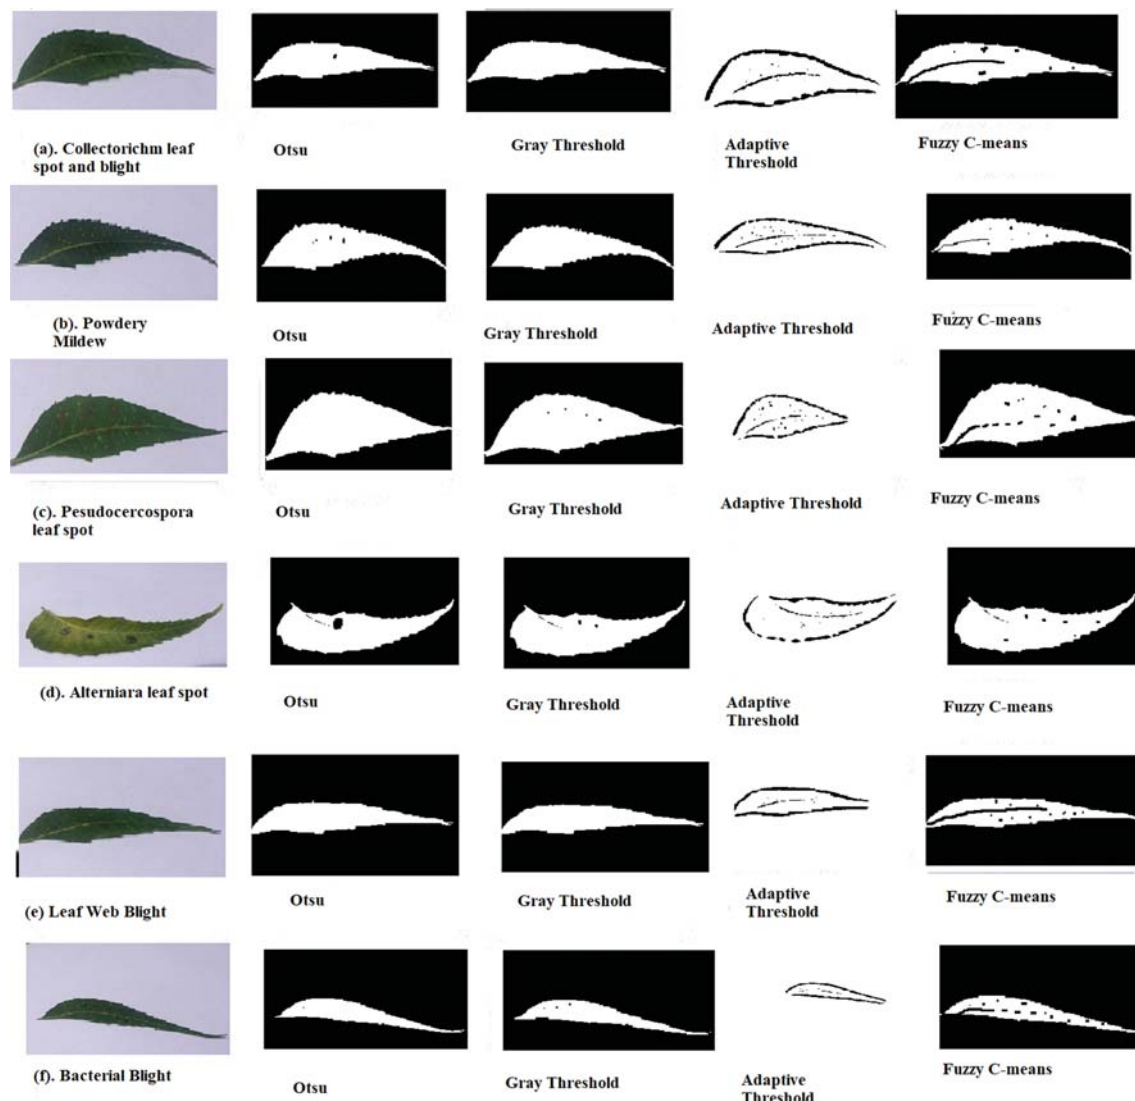 (a). Collectorichm leaf
spot and blight
Otsu
Gray Threshold
Adaptive
Threshold
Fuzzy C-means
(b). Powdery
Mildew
Otsu
Gray Threshold
Adaptive Threshold
Fuzzy C-means
(c). Pesudocercospora
leaf spot
Otsu
Gray Threshold
Adaptive Threshold
Fuzzy C-means
(d). Alterniara leaf spot
Otsu
Gray Threshold
Adaptive
Threshold
Fuzzy C-means
(e) Leaf Web Blight
Otsu
Gray Threshold
Adaptive
Threshold
Fuzzy C-means
(f). Bacterial Blight
Otsu
Gray Threshold
Adaptive
Threshold
Fuzzy C-means